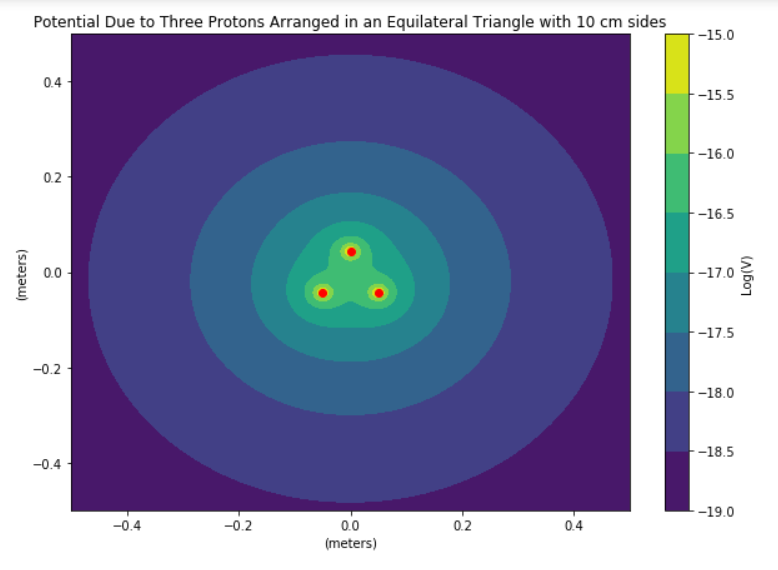 Potential Due to Three Protons Arranged in an Equilateral Triangle with 10 cm sides
0.4
0.2
0.0
−0.2
−0.4
(meters)
−0.4 −0.2 0.0 0.2 0.4
(meters)
−15.0
−15.5
−16.0
−16.5
−17.0
−17.5
−18.0
−18.5
−19.0
Log(V)